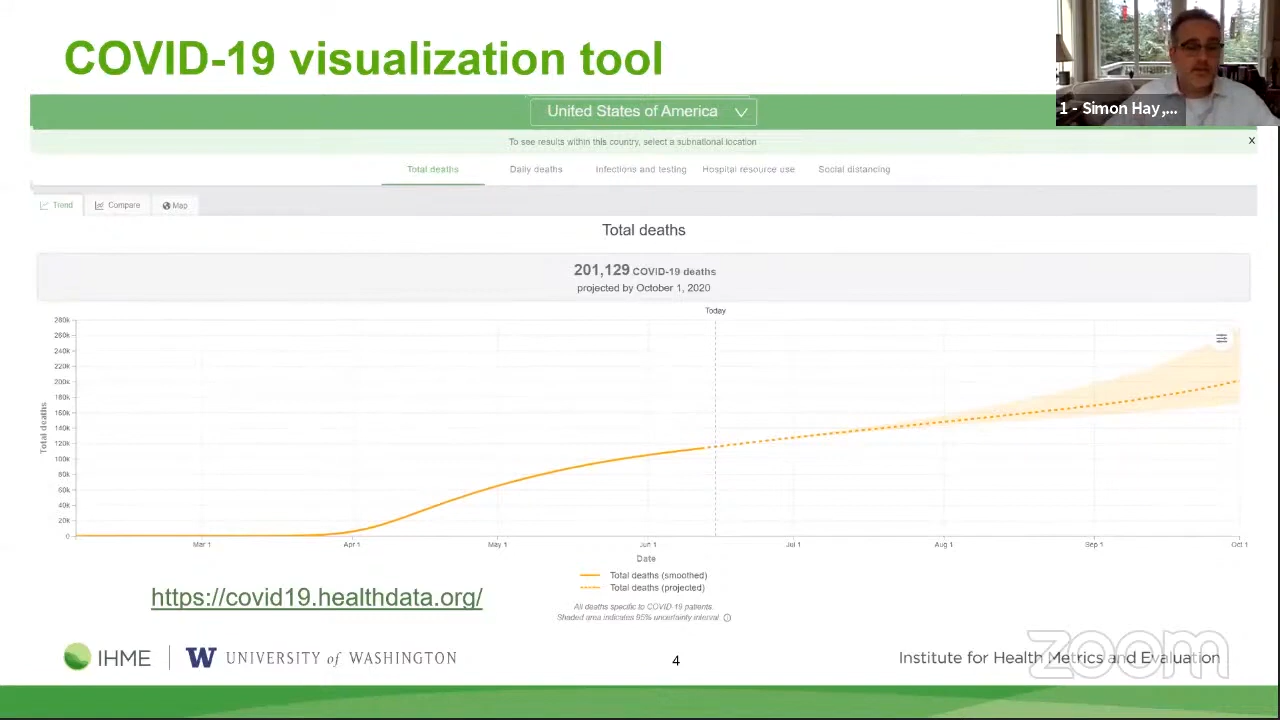 COVID-19 visualization tool
1 - Simon Hay,...
United States of America
To see results within this country, select a subnational location
x
Total deaths
Daily deaths
Infections and testing
Hospital resource use
Social distancing
Trend
Compare
Map
Total deaths
201,129 COVID-19 deaths
projected by October 1, 2020
Today
280k
260k
240k
220k
200k
180k
160k
140k
120k
100k
80k
60k
40k
20k
0
Total deaths
Mar 1
Apr 1
May 1
Jun 1
Jul 1
Aug 1
Sep 1
Oct 1
Date
Total deaths (smoothed)
Total deaths (projected)
All deaths specific to COVID-19 patients.
Shaded area indicates 95% uncertainty interval
https://covid19.healthdata.org/
IHME
W UNIVERSITY of WASHINGTON
4
Institute for Health Metrics and Evaluation
zoom